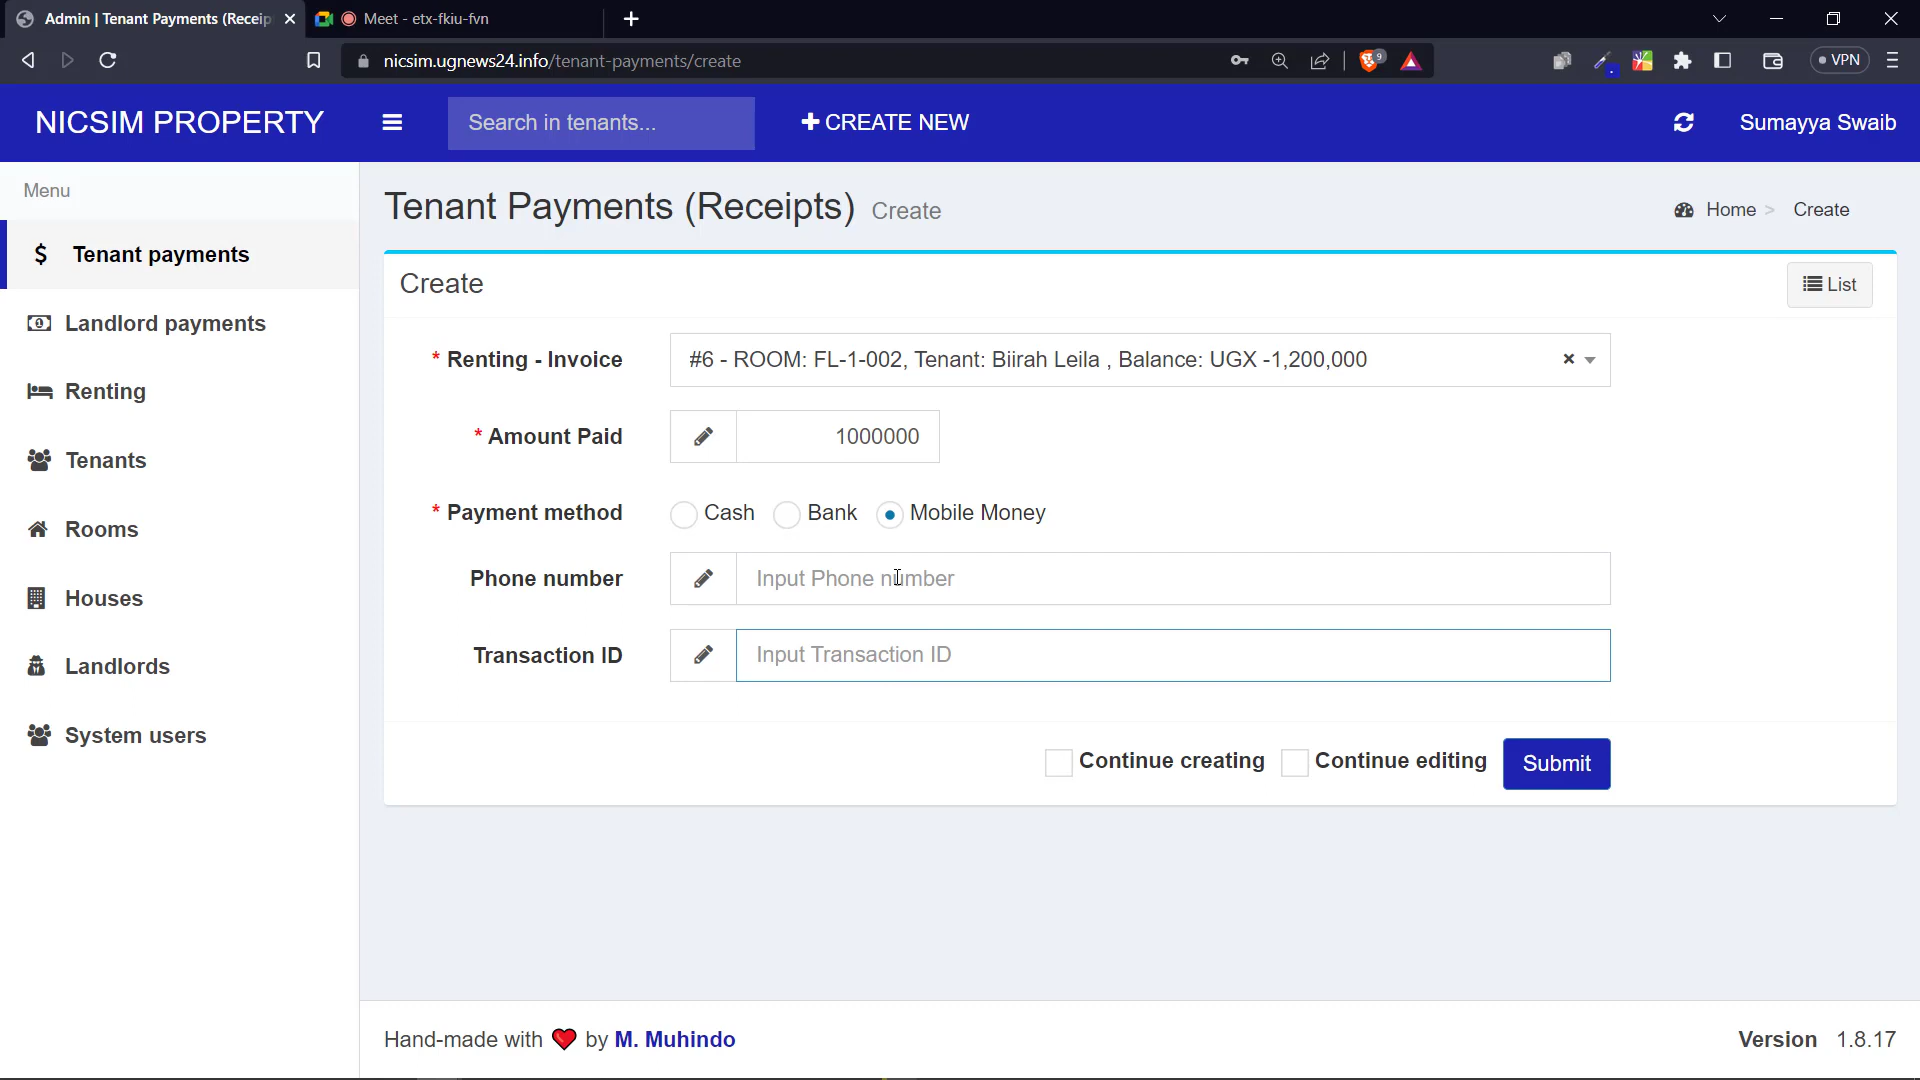 Admin | Tenant Payments (Receip
Meet - etx-fkiu-fvn
nicsim.ugnews24.info/tenant-payments/create
9
VPN
NICSIM PROPERTY
Search in tenants...
CREATE NEW
Sumayya Swaib
Menu
Tenant payments
Landlord payments
Renting
Tenants
Rooms
Houses
Landlords
System users
Tenant Payments (Receipts) Create
Home > Create
Create
List
* Renting - Invoice
#6 - ROOM: FL-1-002, Tenant: Biirah Leila , Balance: UGX -1,200,000
* Amount Paid
1000000
* Payment method
Cash Bank Mobile Money
Phone number
Input Phone number
Transaction ID
Input Transaction ID
Continue creating Continue editing Submit
Hand-made with ❤ by M. Muhindo
Version 1.8.17